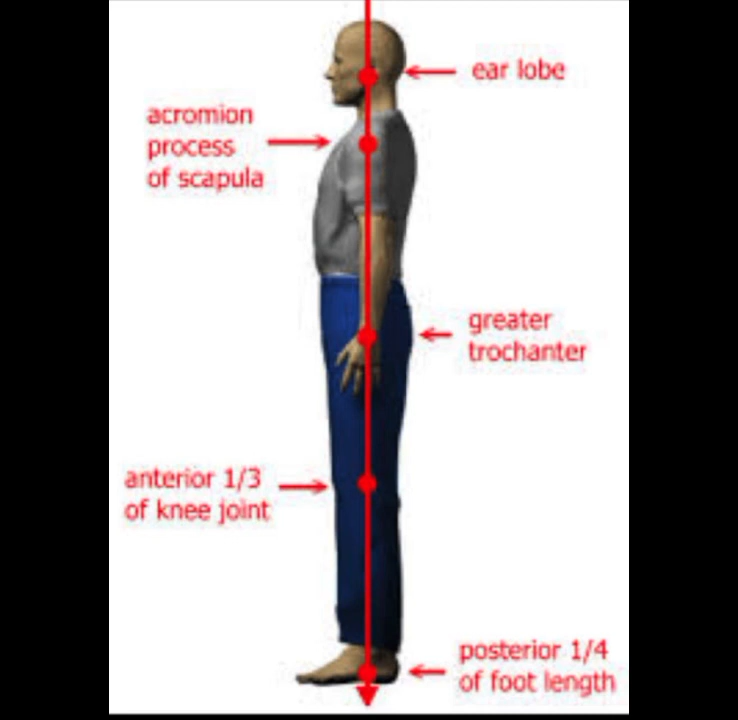 ear lobe
acromion
process
of scapula
greater
trochanter
anterior 1/3
of knee joint
posterior 1/4
of foot length